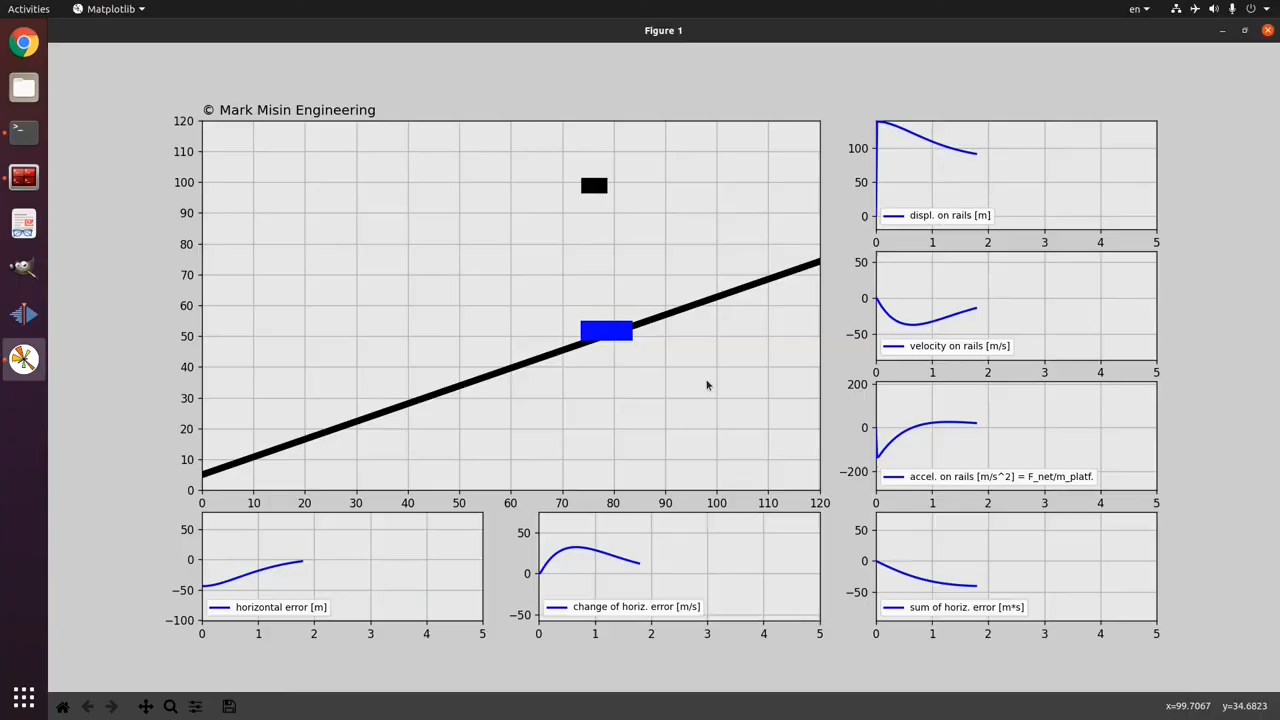 Activities
Matplotlib
en
Figure 1
© Mark Misin Engineering
120
110
100
90
80
70
60
50
40
30
20
10
0
0 10 20 30 40 50 60 70 80 90 100 110 120
100
50
0
displ. on rails [m]
0 1 2 3 4 5
50
0
−50
velocity on rails [m/s]
0 1 2 3 4 5
200
0
−200
accel. on rails [m/s^2] = F_net/m_platf.
0 1 2 3 4 5
50
0
−50
−100
horizontal error [m]
0 1 2 3 4 5
50
0
−50
change of horiz. error [m/s]
0 1 2 3 4 5
50
0
−50
sum of horiz. error [m*s]
0 1 2 3 4 5
x=99.7067 y=34.6823